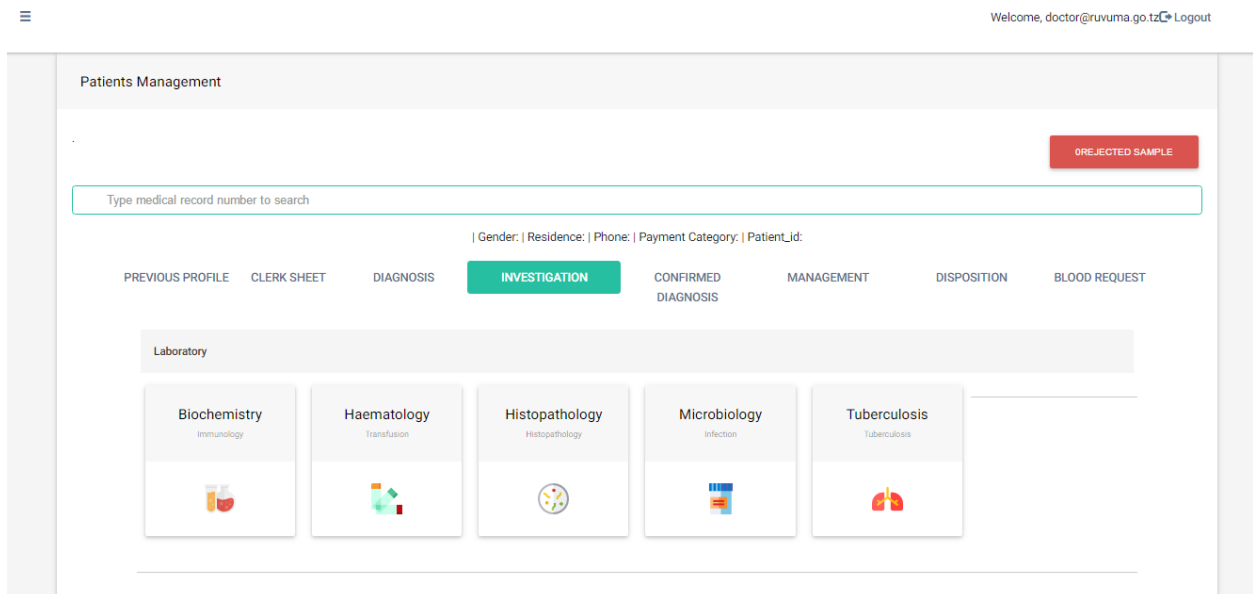 Welcome, doctor@ruvuma.go.tz Logout
Patients Management
.
0REJECTED SAMPLE
Type medical record number to search
| Gender: | Residence: | Phone: | Payment Category: | Patient_id:
PREVIOUS PROFILE CLERK SHEET DIAGNOSIS INVESTIGATION CONFIRMED DIAGNOSIS MANAGEMENT DISPOSITION BLOOD REQUEST
Laboratory
Biochemistry Haematology Histopathology Microbiology Tuberculosis
Immunology Transfusion Histopathology Infection Tuberculosis